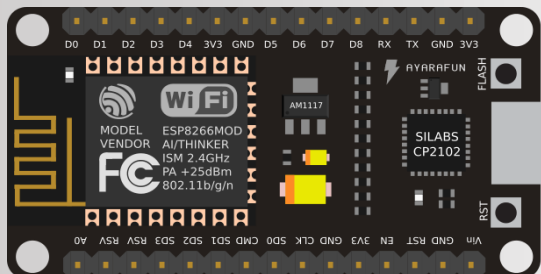 D0 D1 D2 D3 D4 3V3 GND D5 D6 D7 D8 RX TX GND 3V3
AYARAFUN
FLASH
WiFi
MODEL
VENDOR
ESP8266MOD
AI/THINKER
ISM 2.4GHz
PA +25dBm
802.11b/g/n
FC
AM1117
SILABS
CP2102
RST
A0 RSV RSV SD3 SD2 SD1 CMD SD0 CLK GND 3V3 EN RST GND Vin